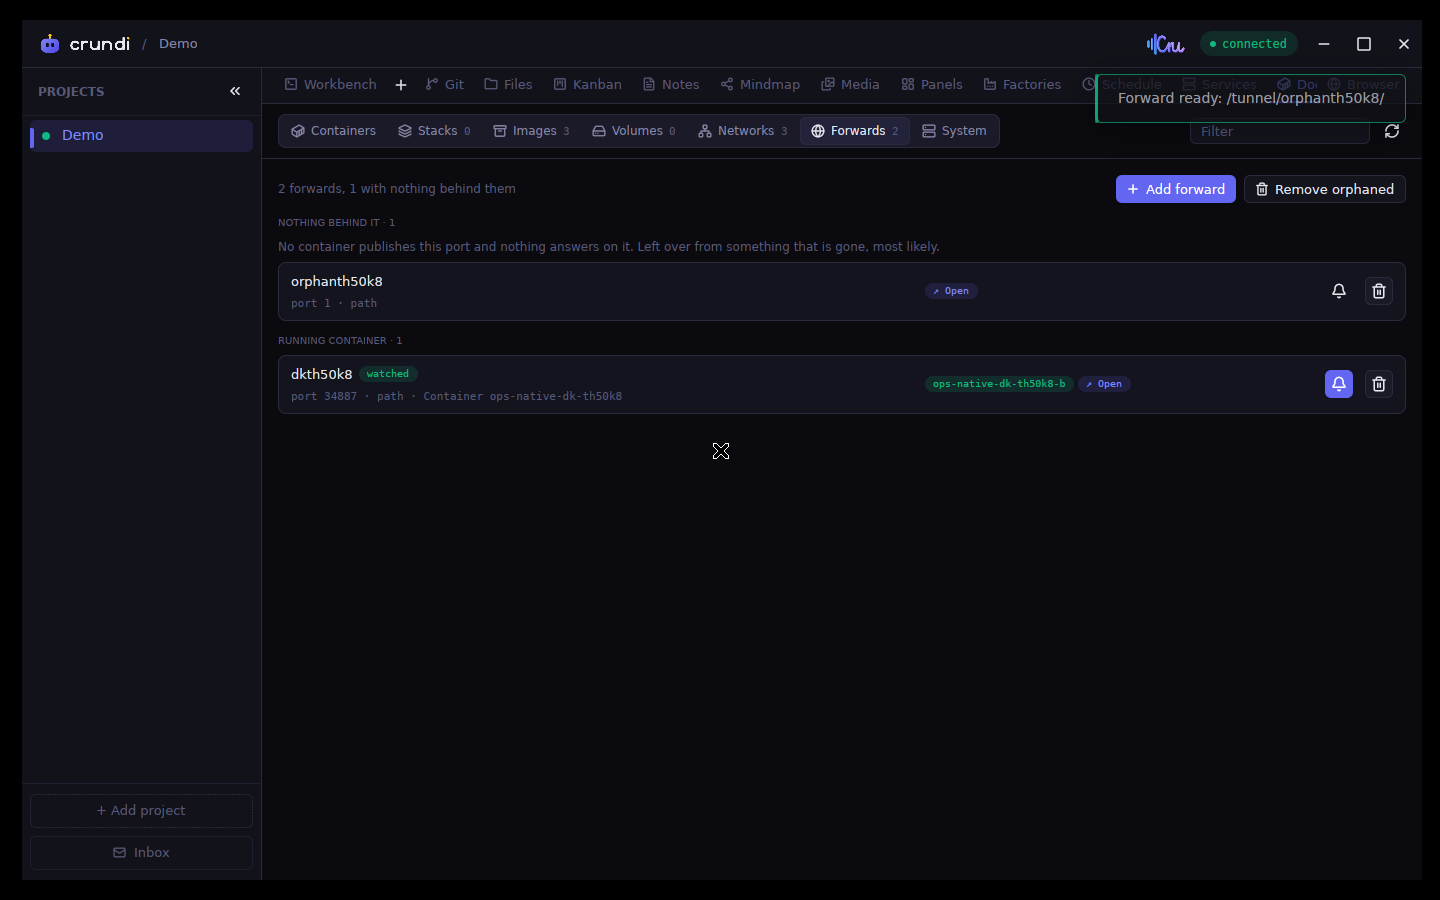 crundi / Demo
Cru
connected
PROJECTS
Workbench
Git
Files
Kanban
Notes
Mindmap
Media
Panels
Factories
Schedule
Services
Browser
Forward ready: /tunnel/orphanth50k8/
Demo
Containers
Stacks 0
Images 3
Volumes 0
Networks 3
Forwards 2
System
Filter
2 forwards, 1 with nothing behind them
+ Add forward
Remove orphaned
NOTHING BEHIND IT · 1
No container publishes this port and nothing answers on it. Left over from something that is gone, most likely.
orphanth50k8
port 1 · path
↗ Open
RUNNING CONTAINER · 1
dkth50k8 watched
port 34887 · path · Container ops-native-dk-th50k8
ops-native-dk-th50k8-b
↗ Open
+ Add project
Inbox